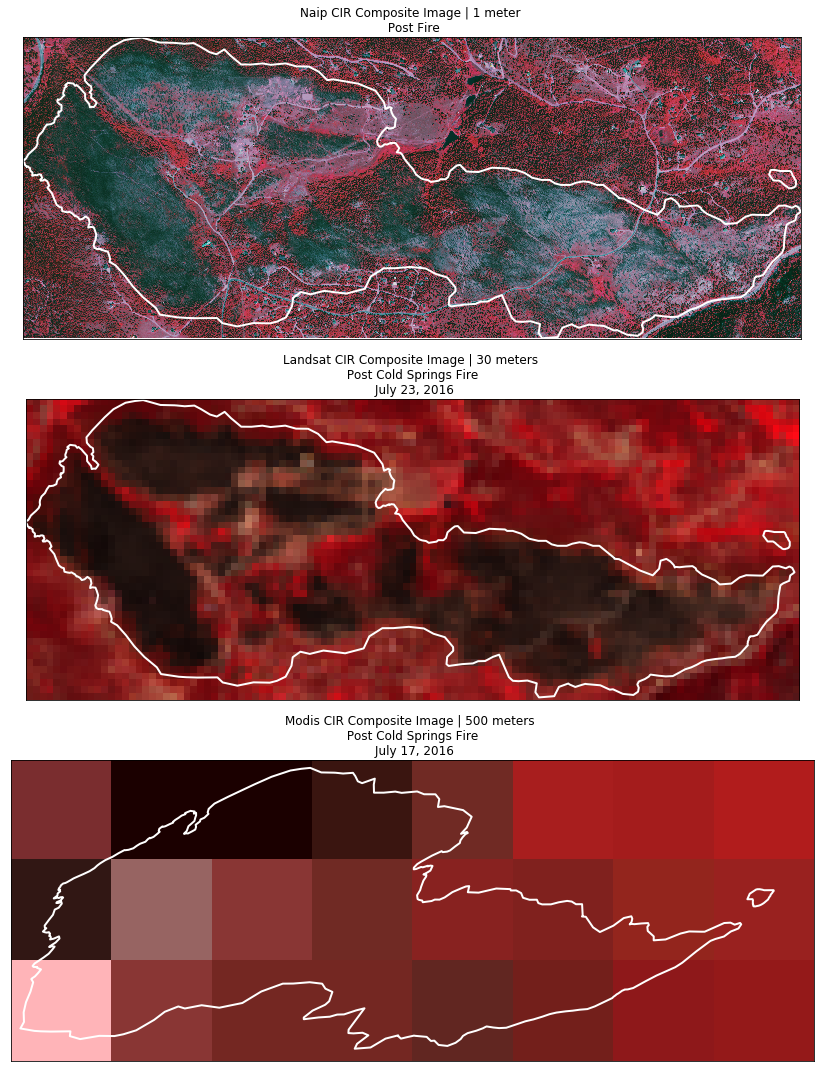 Naip CIR Composite Image | 1 meter
Post Fire
Landsat CIR Composite Image | 30 meters
Post Cold Springs Fire
July 23, 2016
Modis CIR Composite Image | 500 meters
Post Cold Springs Fire
July 17, 2016